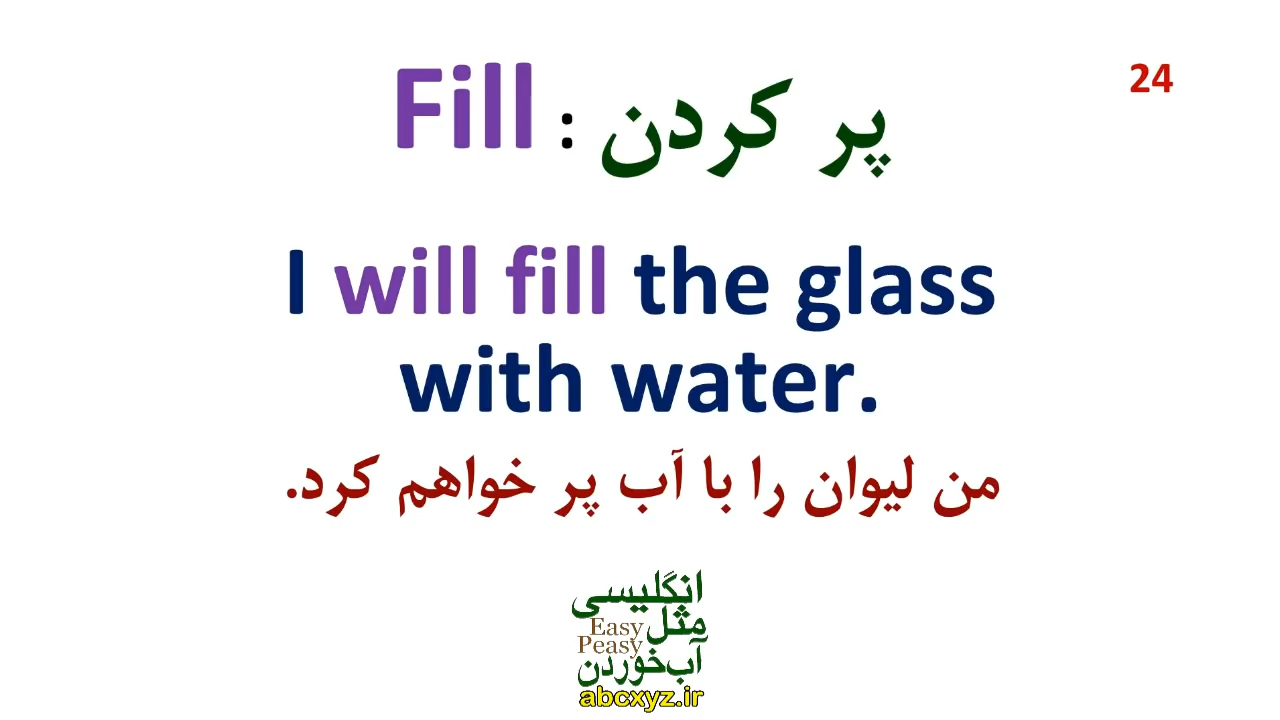 24
Fill : پر کردن
I will fill the glass
with water.
من لیوان را با آب پر خواهم کرد.
انگلیسی
مثل
Easy
Peasy
آب‌خوردن
abcxyz.ir